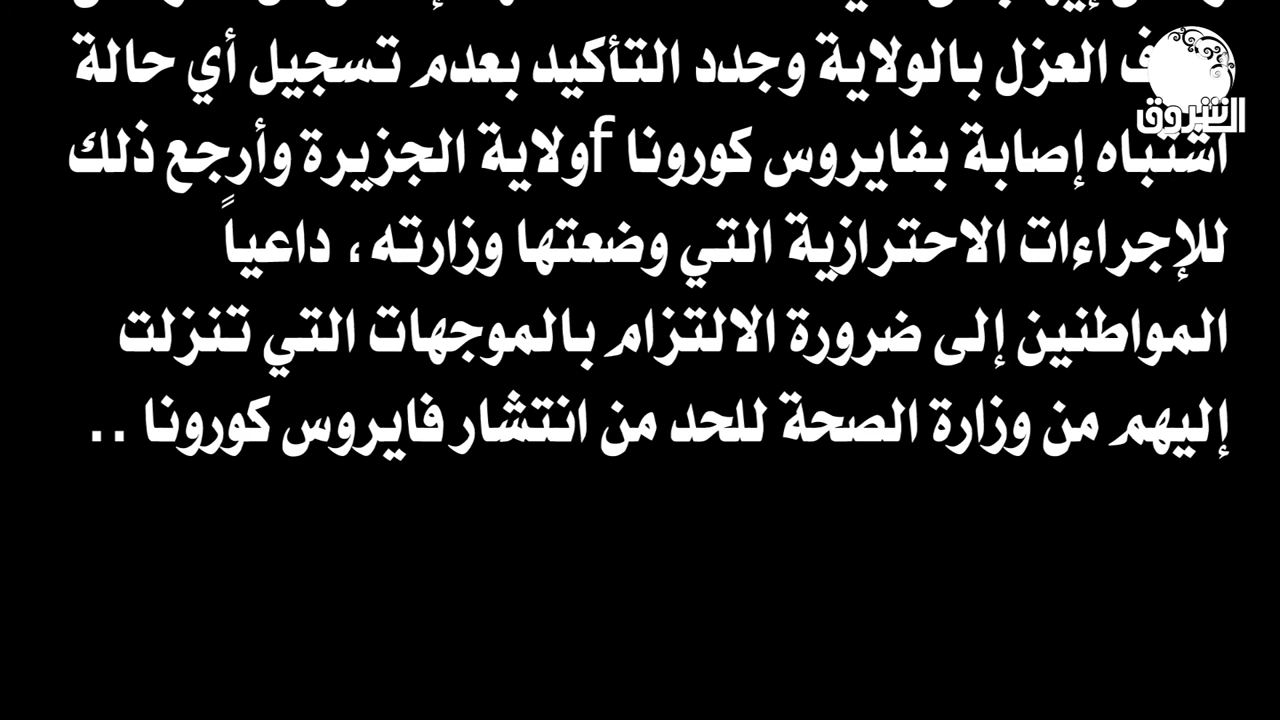 العزل بالولاية وجدد التأكيد بعدم تسجيل أي حالة
اشتباه إصابة بفايروس كورونا fولاية الجزيرة وأرجع ذلك
للإجراءات الاحترازية التي وضعتها وزارته، داعياً
المواطنين إلى ضرورة الالتزام بالموجهات التي تنزلت
إليهم من وزارة الصحة للحد من انتشار فايروس كورونا ..
الشروق